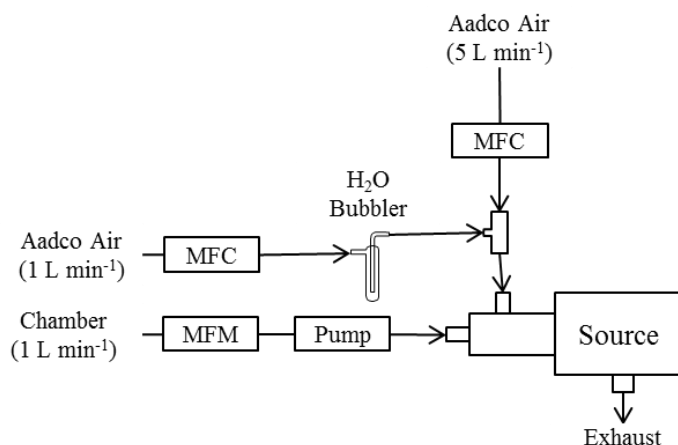 Aadco Air
(5 L min⁻¹)
MFC
H₂O
Bubbler
Aadco Air
(1 L min⁻¹)
MFC
Chamber
(1 L min⁻¹)
MFM
Pump
Source
Exhaust